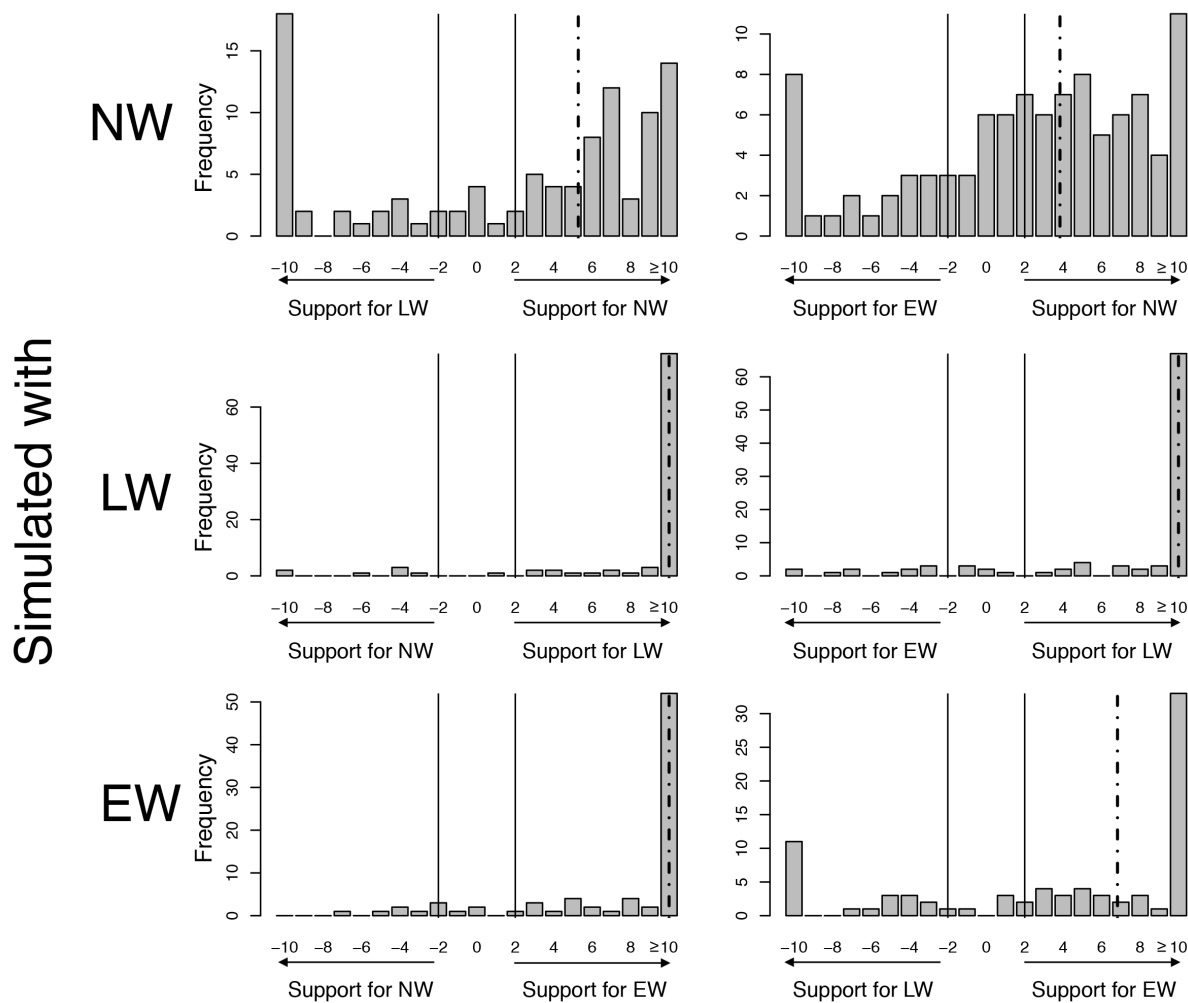 Simulated with
NW
Frequency
15
10
5
0
−10 −8 −6 −4 −2 0 2 4 6 8 ≥10
Support for LW Support for NW
10
8
6
4
2
0
−10 −8 −6 −4 −2 0 2 4 6 8 ≥10
Support for EW Support for NW
LW
Frequency
60
40
20
0
−10 −8 −6 −4 −2 0 2 4 6 8 ≥10
Support for NW Support for LW
60
50
40
30
20
10
0
−10 −8 −6 −4 −2 0 2 4 6 8 ≥10
Support for EW Support for LW
EW
Frequency
50
40
30
20
10
0
−10 −8 −6 −4 −2 0 2 4 6 8 ≥10
Support for NW Support for EW
30
25
20
15
10
5
0
−10 −8 −6 −4 −2 0 2 4 6 8 ≥10
Support for LW Support for EW